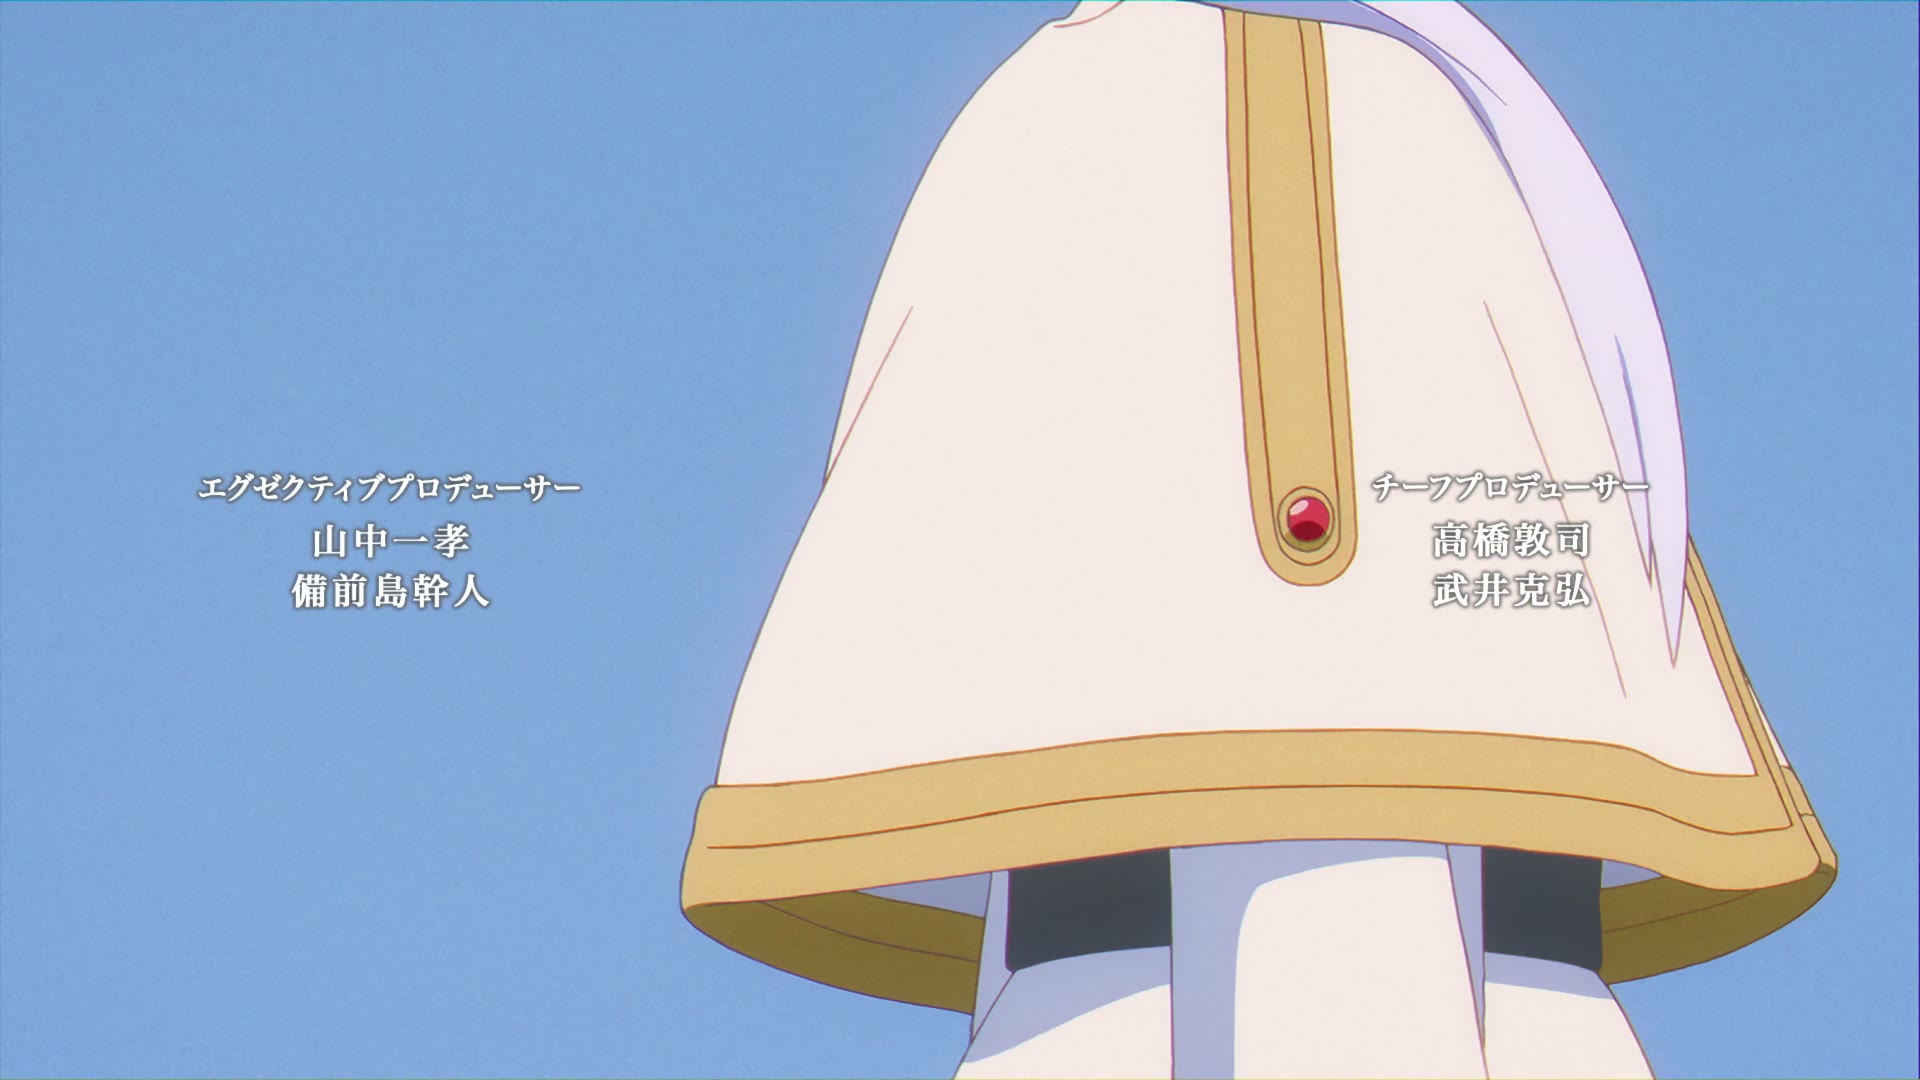 エグゼクティブプロデューサー
山中一孝
備前島幹人
チーフプロデューサー
高橋敦司
武井克弘